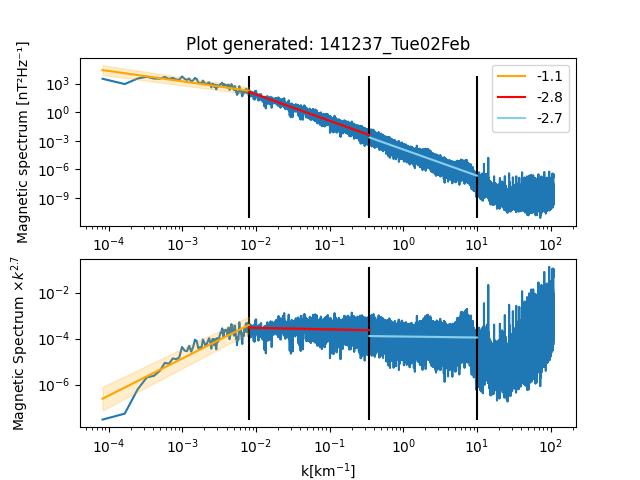 Plot generated: 141237_Tue02Feb
Magnetic spectrum [nT²Hz⁻¹]
10³
10⁰
10⁻³
10⁻⁶
10⁻⁹
-1.1
-2.8
-2.7
10⁻⁴ 10⁻³ 10⁻² 10⁻¹ 10⁰ 10¹ 10²
Magnetic Spectrum ×k^2.7
10⁻²
10⁻⁴
10⁻⁶
10⁻⁴ 10⁻³ 10⁻² 10⁻¹ 10⁰ 10¹ 10²
k[km⁻¹]